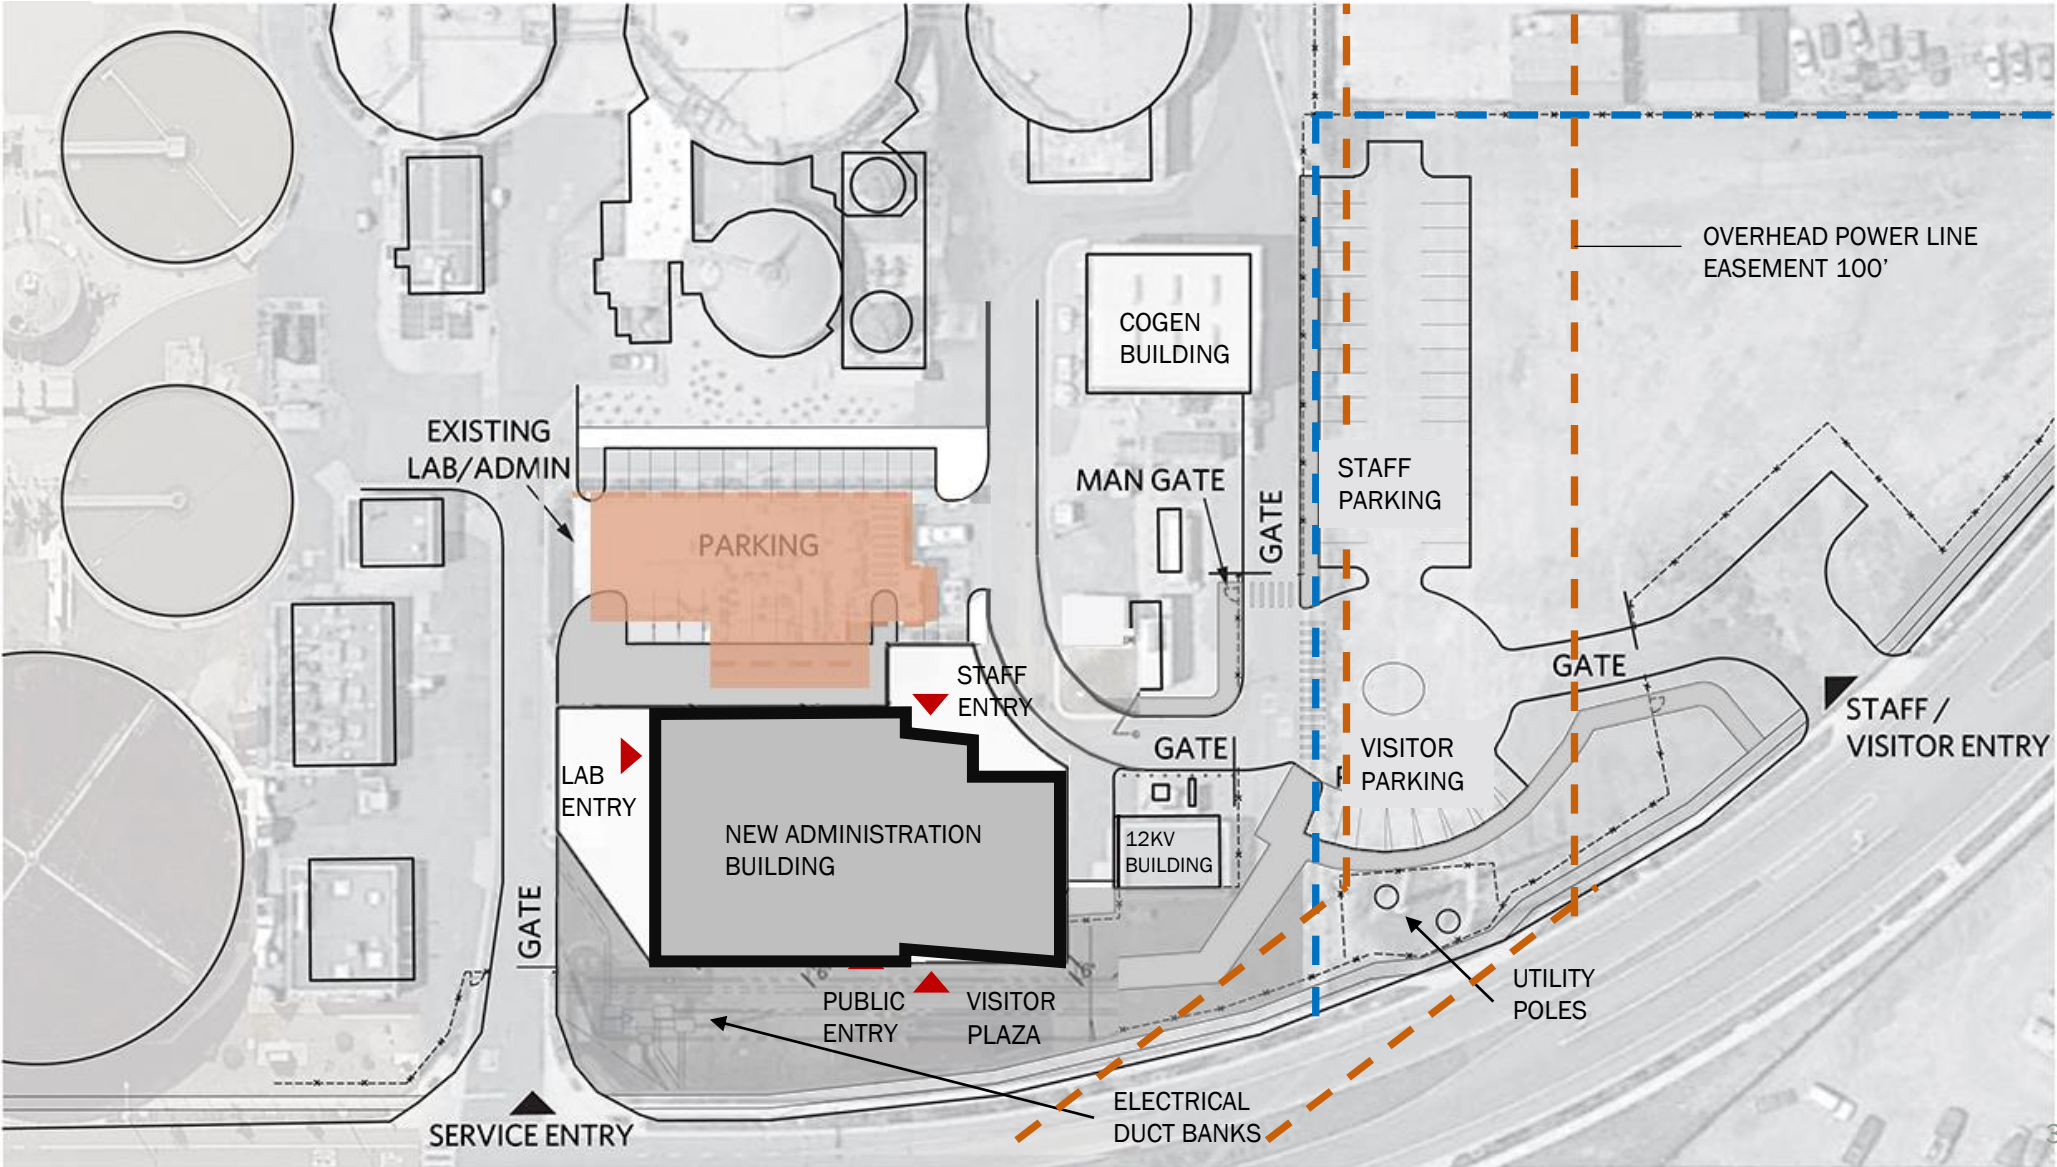 OVERHEAD POWER LINE
EASEMENT 100'
COGEN
BUILDING
EXISTING
LAB/ADMIN
MAN GATE
GATE
STAFF
PARKING
PARKING
STAFF
ENTRY
GATE
STAFF /
VISITOR ENTRY
LAB
ENTRY
GATE
VISITOR
PARKING
NEW ADMINISTRATION
BUILDING
12KV
BUILDING
GATE
PUBLIC
ENTRY
VISITOR
PLAZA
UTILITY
POLES
ELECTRICAL
DUCT BANKS
SERVICE ENTRY
3